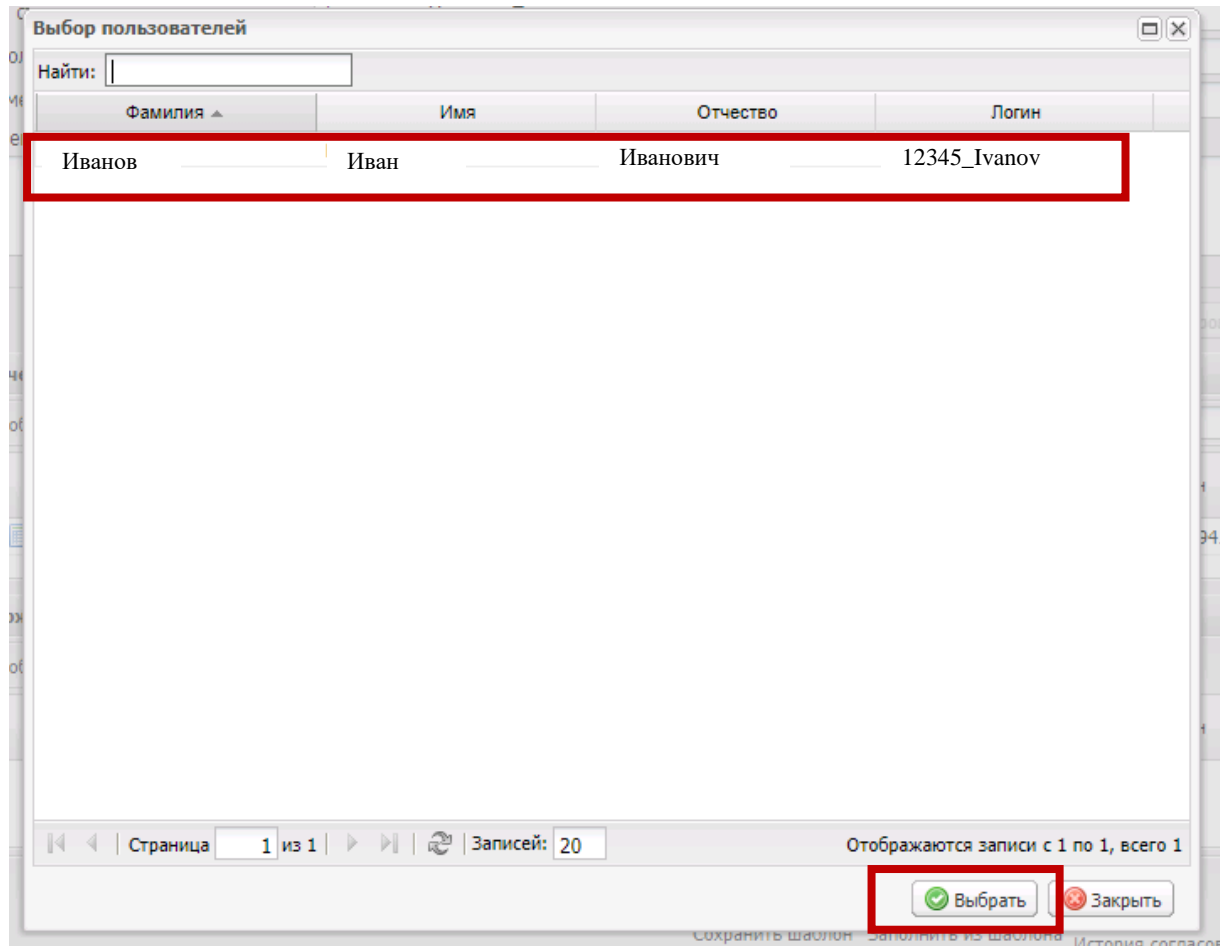 Выбор пользователей
Найти:
Фамилия Имя Отчество Логин
Иванов Иван Иванович 12345_Ivanov
Страница 1 из 1 Записей: 20 Отображаются записи с 1 по 1, всего 1
Выбрать Закрыть
Сохранить шаблон Заполнить из шаблона